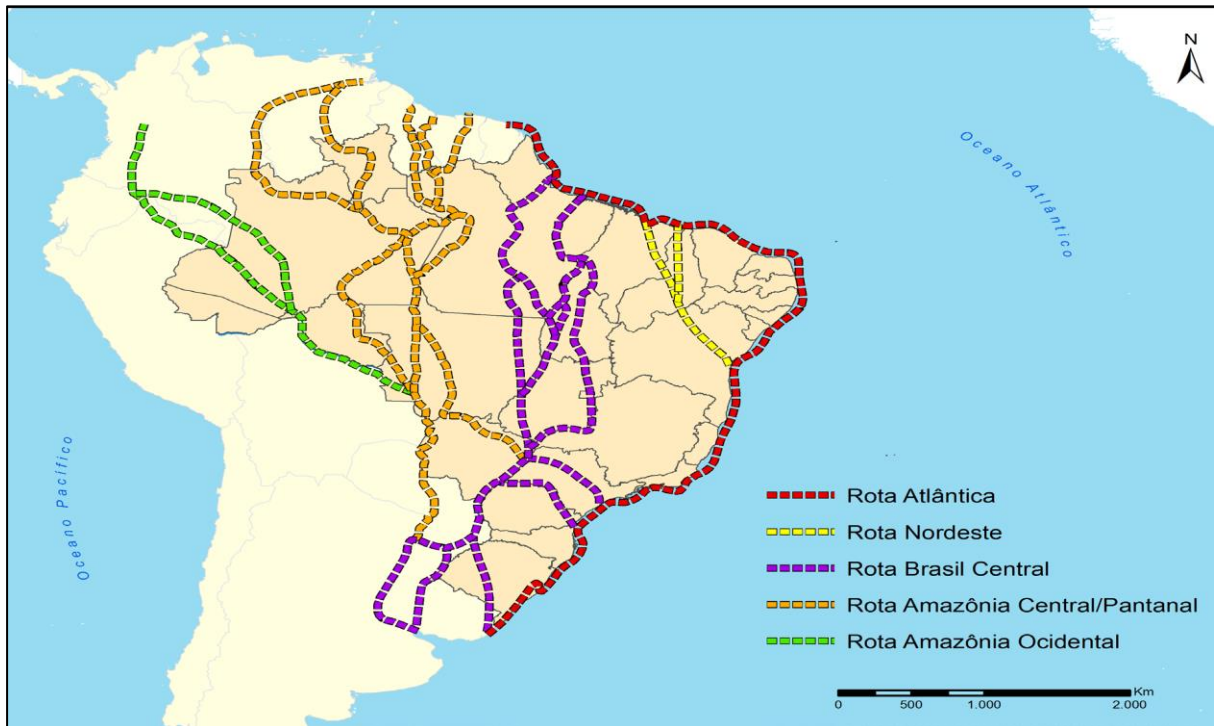 N
Oceano Atlântico
Oceano Pacífico
Rota Atlântica
Rota Nordeste
Rota Brasil Central
Rota Amazônia Central/Pantanal
Rota Amazônia Ocidental
Km
0 500 1.000 2.000